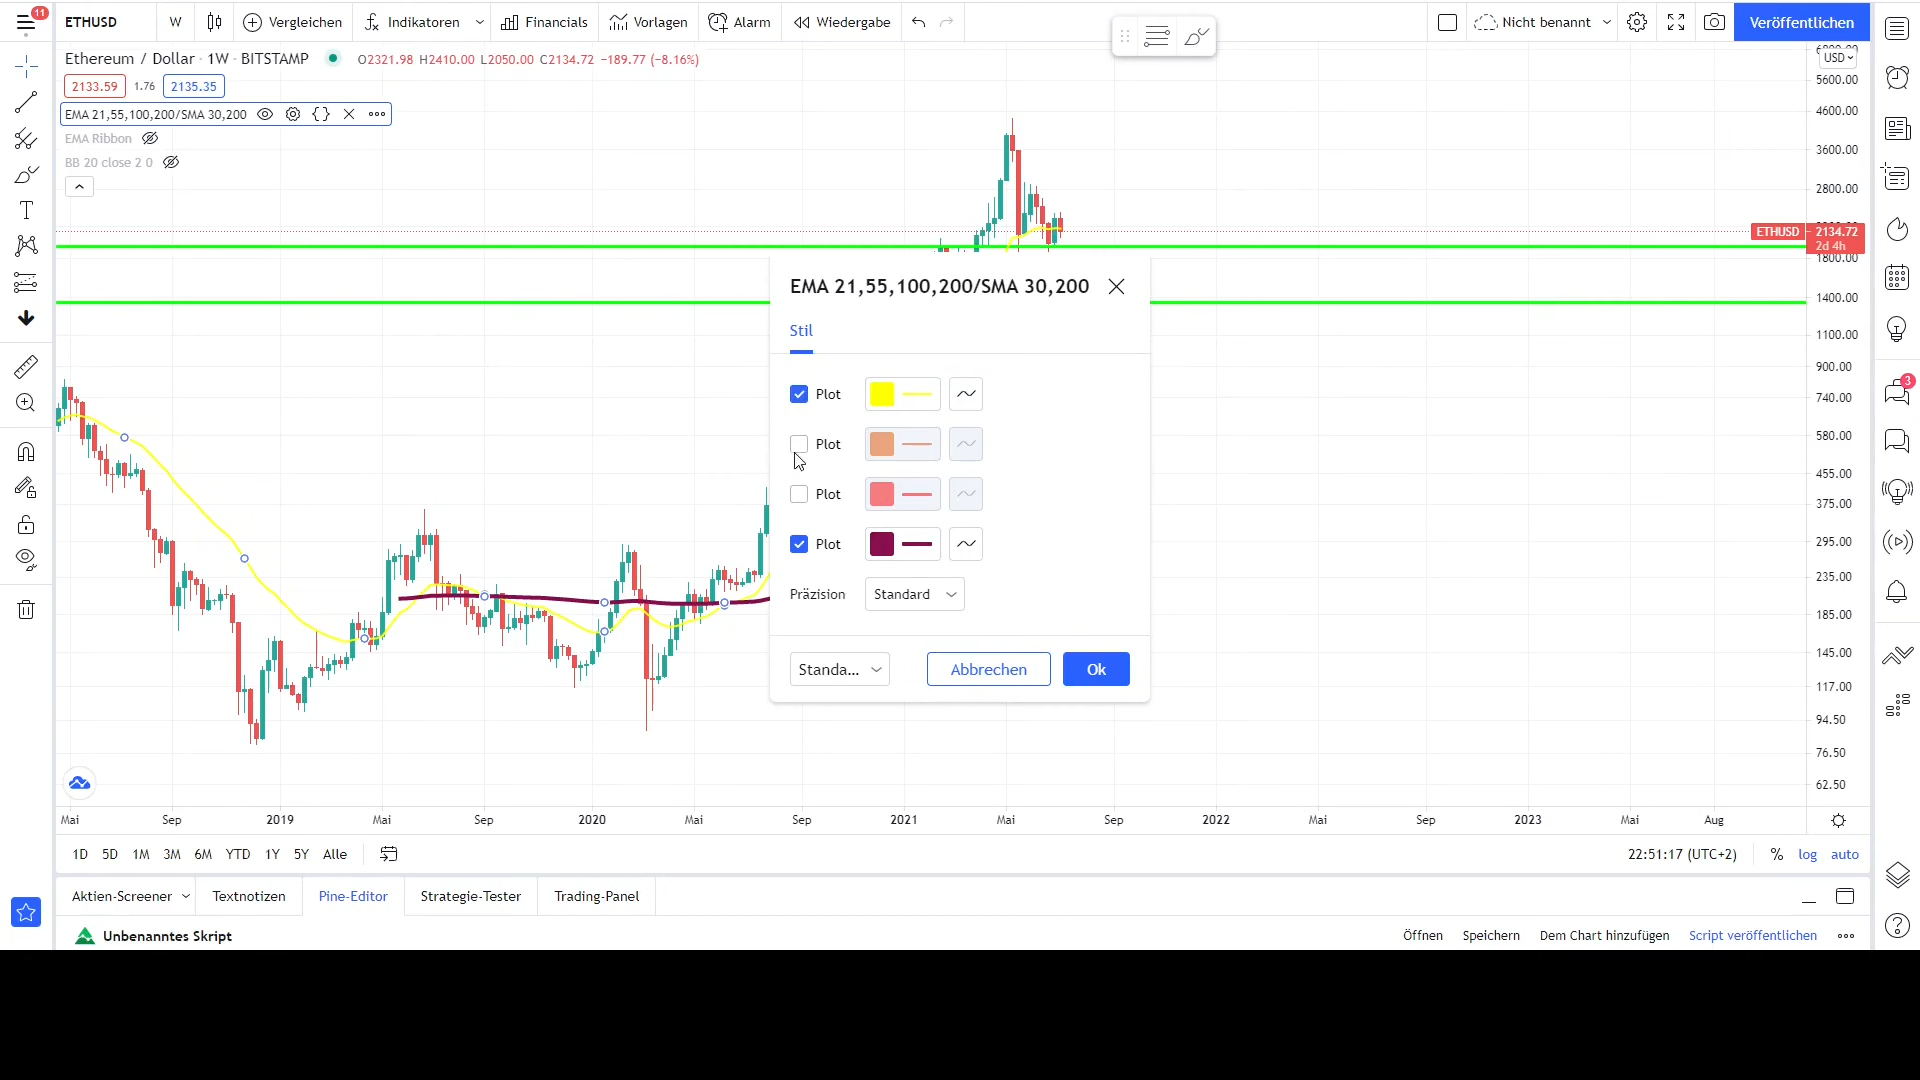 11
ETHUSD W Vergleichen Indikatoren Financials Vorlagen Alarm Wiedergabe Nicht benannt Veröffentlichen
Ethereum / Dollar · 1W · BITSTAMP O2321.98 H2410.00 L2050.00 C2134.72 −189.77 (−8.16%)
USD
2133.59 1.76 2135.35
EMA 21,55,100,200/SMA 30,200
EMA Ribbon
BB 20 close 2 0
5600.00
4600.00
3600.00
2800.00
ETHUSD 2134.72
2d 4h
1800.00
1400.00
1100.00
900.00
740.00
580.00
455.00
375.00
295.00
235.00
185.00
145.00
117.00
94.50
76.50
62.50
EMA 21,55,100,200/SMA 30,200
Stil
Plot
Plot
Plot
Plot
Präzision Standard
Standa... Abbrechen Ok
3
Mai Sep 2019 Mai Sep 2020 Mai Sep 2021 Mai Sep 2022 Mai Sep 2023 Mai Aug
1D 5D 1M 3M 6M YTD 1Y 5Y Alle 22:51:17 (UTC+2) % log auto
Aktien-Screener Textnotizen Pine-Editor Strategie-Tester Trading-Panel
Unbenanntes Skript Öffnen Speichern Dem Chart hinzufügen Script veröffentlichen